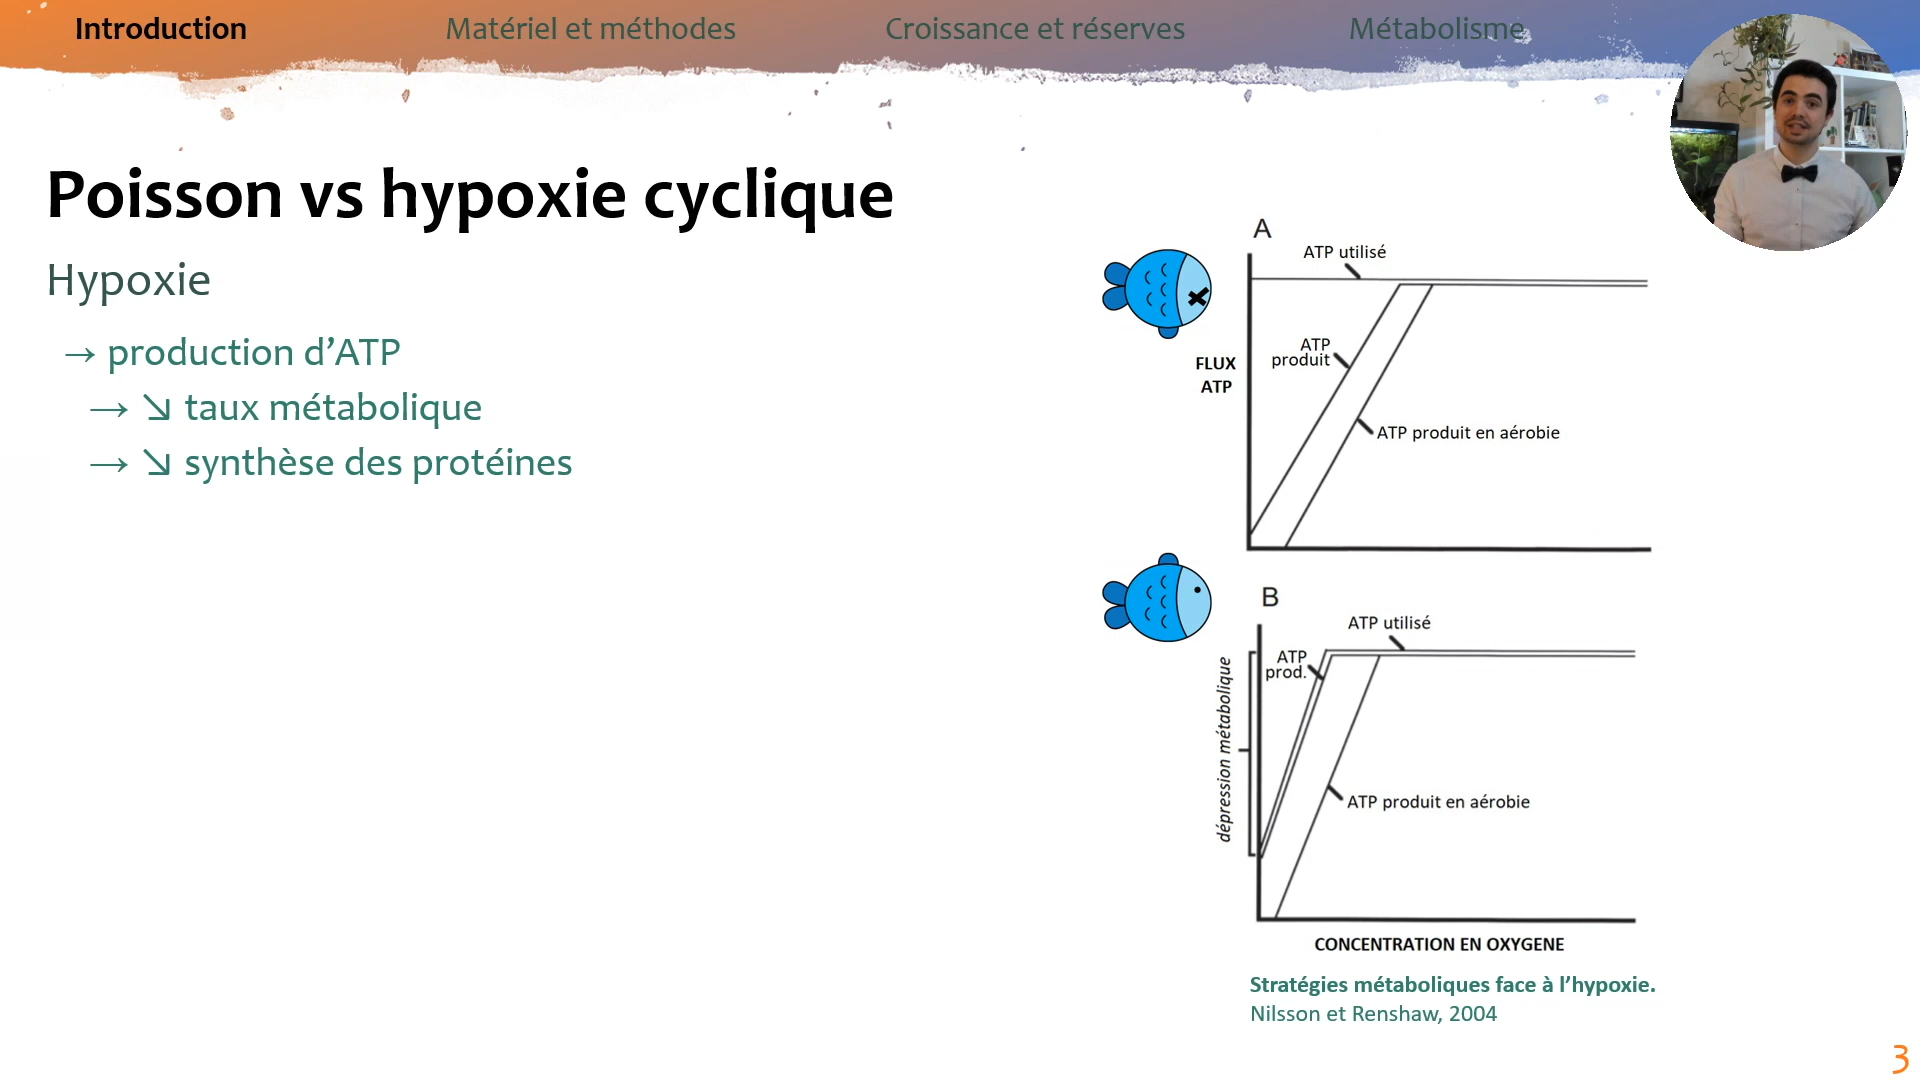 Introduction
Matériel et méthodes
Croissance et réserves
Métabolisme
Poisson vs hypoxie cyclique
Hypoxie
→ production d’ATP
→ ↘ taux métabolique
→ ↘ synthèse des protéines
A
ATP utilisé
ATP
produit
FLUX
ATP
ATP produit en aérobie
B
ATP utilisé
ATP
prod.
dépression métabolique
ATP produit en aérobie
CONCENTRATION EN OXYGENE
Stratégies métaboliques face à l’hypoxie.
Nilsson et Renshaw, 2004
3